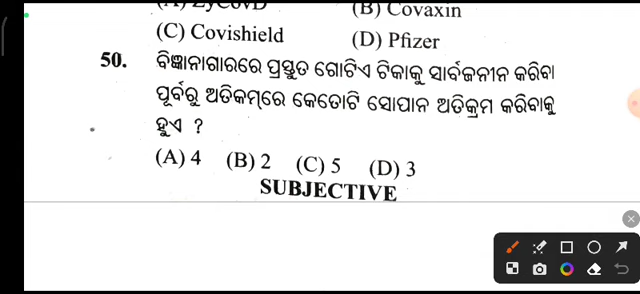 (A) ZyCovD (B) Covaxin
(C) Covishield (D) Pfizer
50. ବିଜ୍ଞାନାଗାରରେ ପ୍ରସ୍ତୁତ ଗୋଟିଏ ଟିକାକୁ ସାର୍ବଜନୀନ କରିବା
ପୂର୍ବରୁ ଅତିକମ୍‌ରେ କେତୋଟି ସୋପାନ ଅତିକ୍ରମ କରିବାକୁ
ହୁଏ ?
(A) 4 (B) 2 (C) 5 (D) 3
SUBJECTIVE